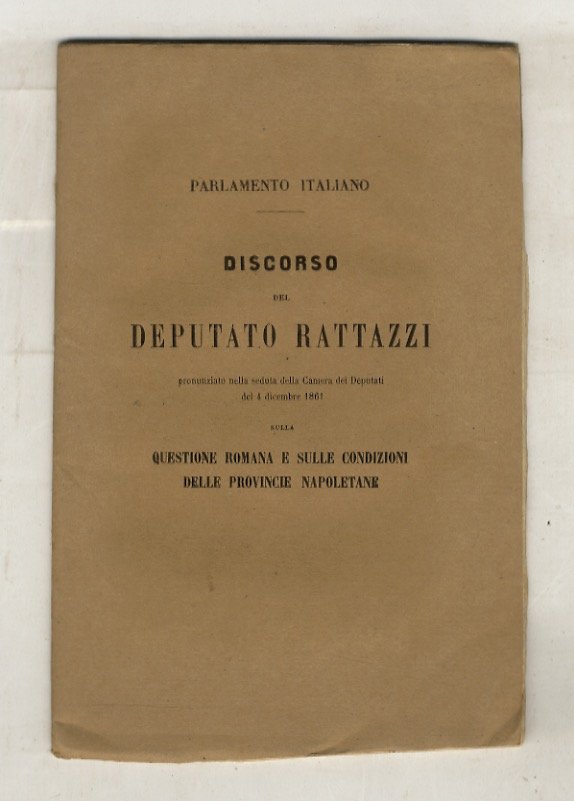 PARLAMENTO ITALIANO
DISCORSO
DEL
DEPUTATO RATTAZZI
pronunziato nella seduta della Camera dei Deputati
del 4 dicembre 1861
SULLA
QUESTIONE ROMANA E SULLE CONDIZIONI
DELLE PROVINCIE NAPOLETANE